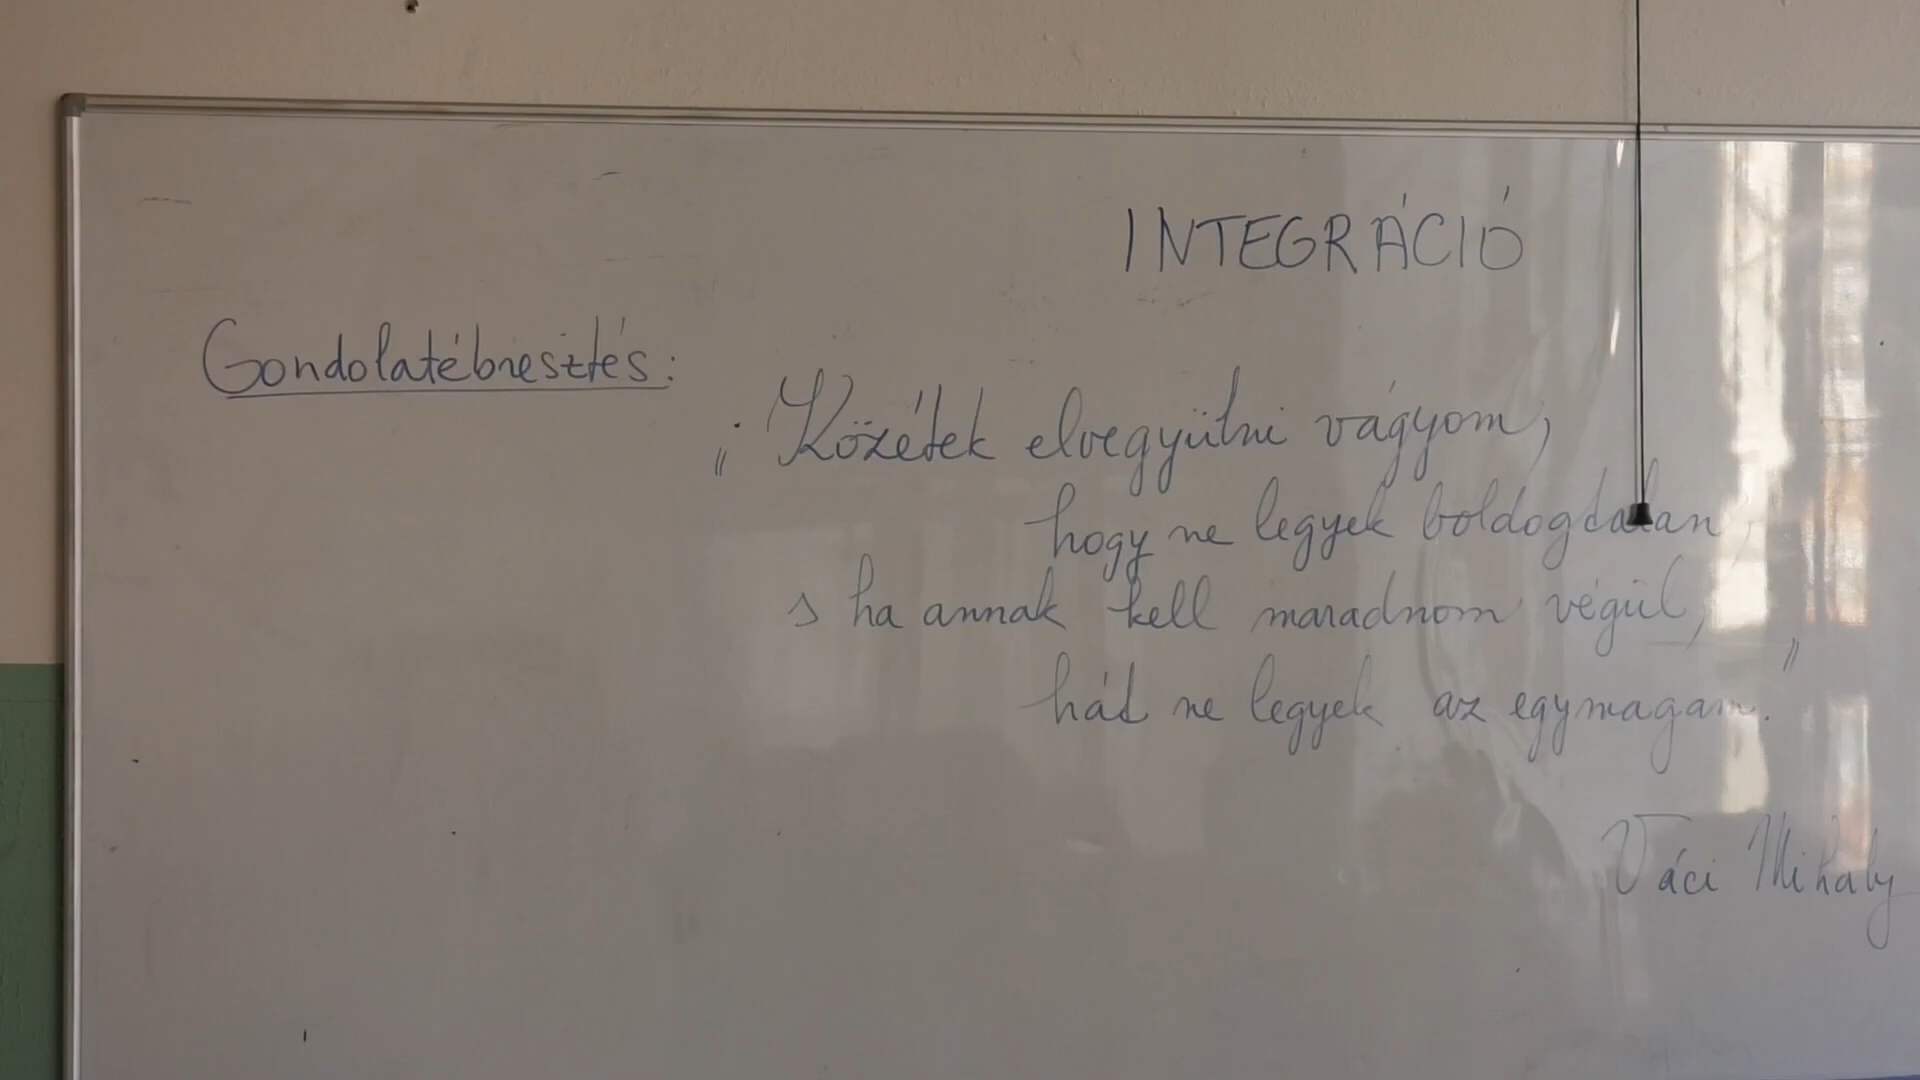 INTEGRÁCIÓ
Gondolatébresztés:
„Közétek elvegyülni vágyom,
hogy ne legyek boldogtalan,
s ha annak kell maradnom végül,
hát ne legyek az egymagam."
Váci Mihály